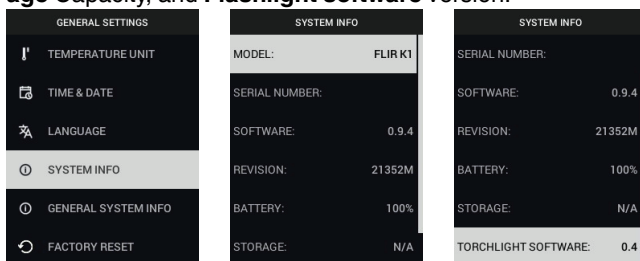 age Capacity, and Flashlight software version.
GENERAL SETTINGS
TEMPERATURE UNIT
TIME & DATE
LANGUAGE
SYSTEM INFO
GENERAL SYSTEM INFO
FACTORY RESET
SYSTEM INFO
MODEL: FLIR K1
SERIAL NUMBER:
SOFTWARE: 0.9.4
REVISION: 21352M
BATTERY: 100%
STORAGE: N/A
SYSTEM INFO
SERIAL NUMBER:
SOFTWARE: 0.9.4
REVISION: 21352M
BATTERY: 100%
STORAGE: N/A
TORCHLIGHT SOFTWARE: 0.4